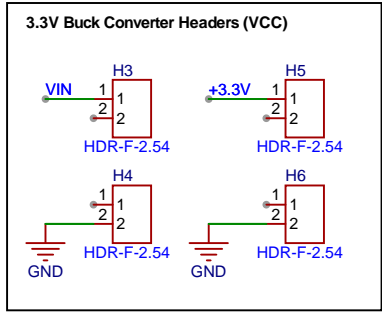 3.3V Buck Converter Headers (VCC)
H3
VIN
1
1
2
2
HDR-F-2.54
H5
+3.3V
1
1
2
2
HDR-F-2.54
H4
1
1
2
2
HDR-F-2.54
GND
H6
1
1
2
2
HDR-F-2.54
GND